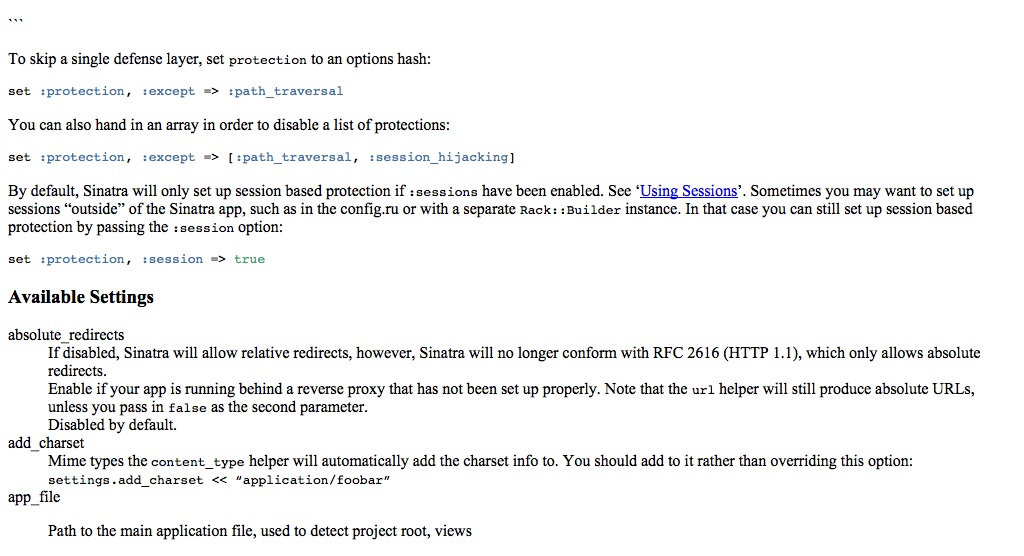 ```
To skip a single defense layer, set protection to an options hash:
set :protection, :except => :path_traversal
You can also hand in an array in order to disable a list of protections:
set :protection, :except => [:path_traversal, :session_hijacking]
By default, Sinatra will only set up session based protection if :sessions have been enabled. See ‘Using Sessions’. Sometimes you may want to set up
sessions “outside” of the Sinatra app, such as in the config.ru or with a separate Rack::Builder instance. In that case you can still set up session based
protection by passing the :session option:
set :protection, :session => true
Available Settings
absolute_redirects
If disabled, Sinatra will allow relative redirects, however, Sinatra will no longer conform with RFC 2616 (HTTP 1.1), which only allows absolute
redirects.
Enable if your app is running behind a reverse proxy that has not been set up properly. Note that the url helper will still produce absolute URLs,
unless you pass in false as the second parameter.
Disabled by default.
add_charset
Mime types the content_type helper will automatically add the charset info to. You should add to it rather than overriding this option:
settings.add_charset << “application/foobar”
app_file
Path to the main application file, used to detect project root, views